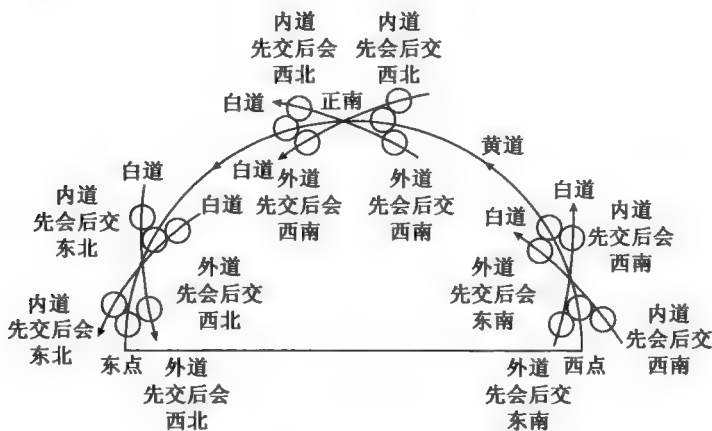 内道
先交后会
西北
内道
先会后交
西北
白道
正南
白道
外道
先交后会
西南
外道
先会后交
西南
黄道
白道
内道
先会后交
东北
白道
外道
先会后交
西北
内道
先交后会
东北
东点
外道
先交后会
西北
白道
白道
内道
先交后会
西南
外道
先会后交
东南
内道
先会后交
西南
外道
先会后交
东南
西点